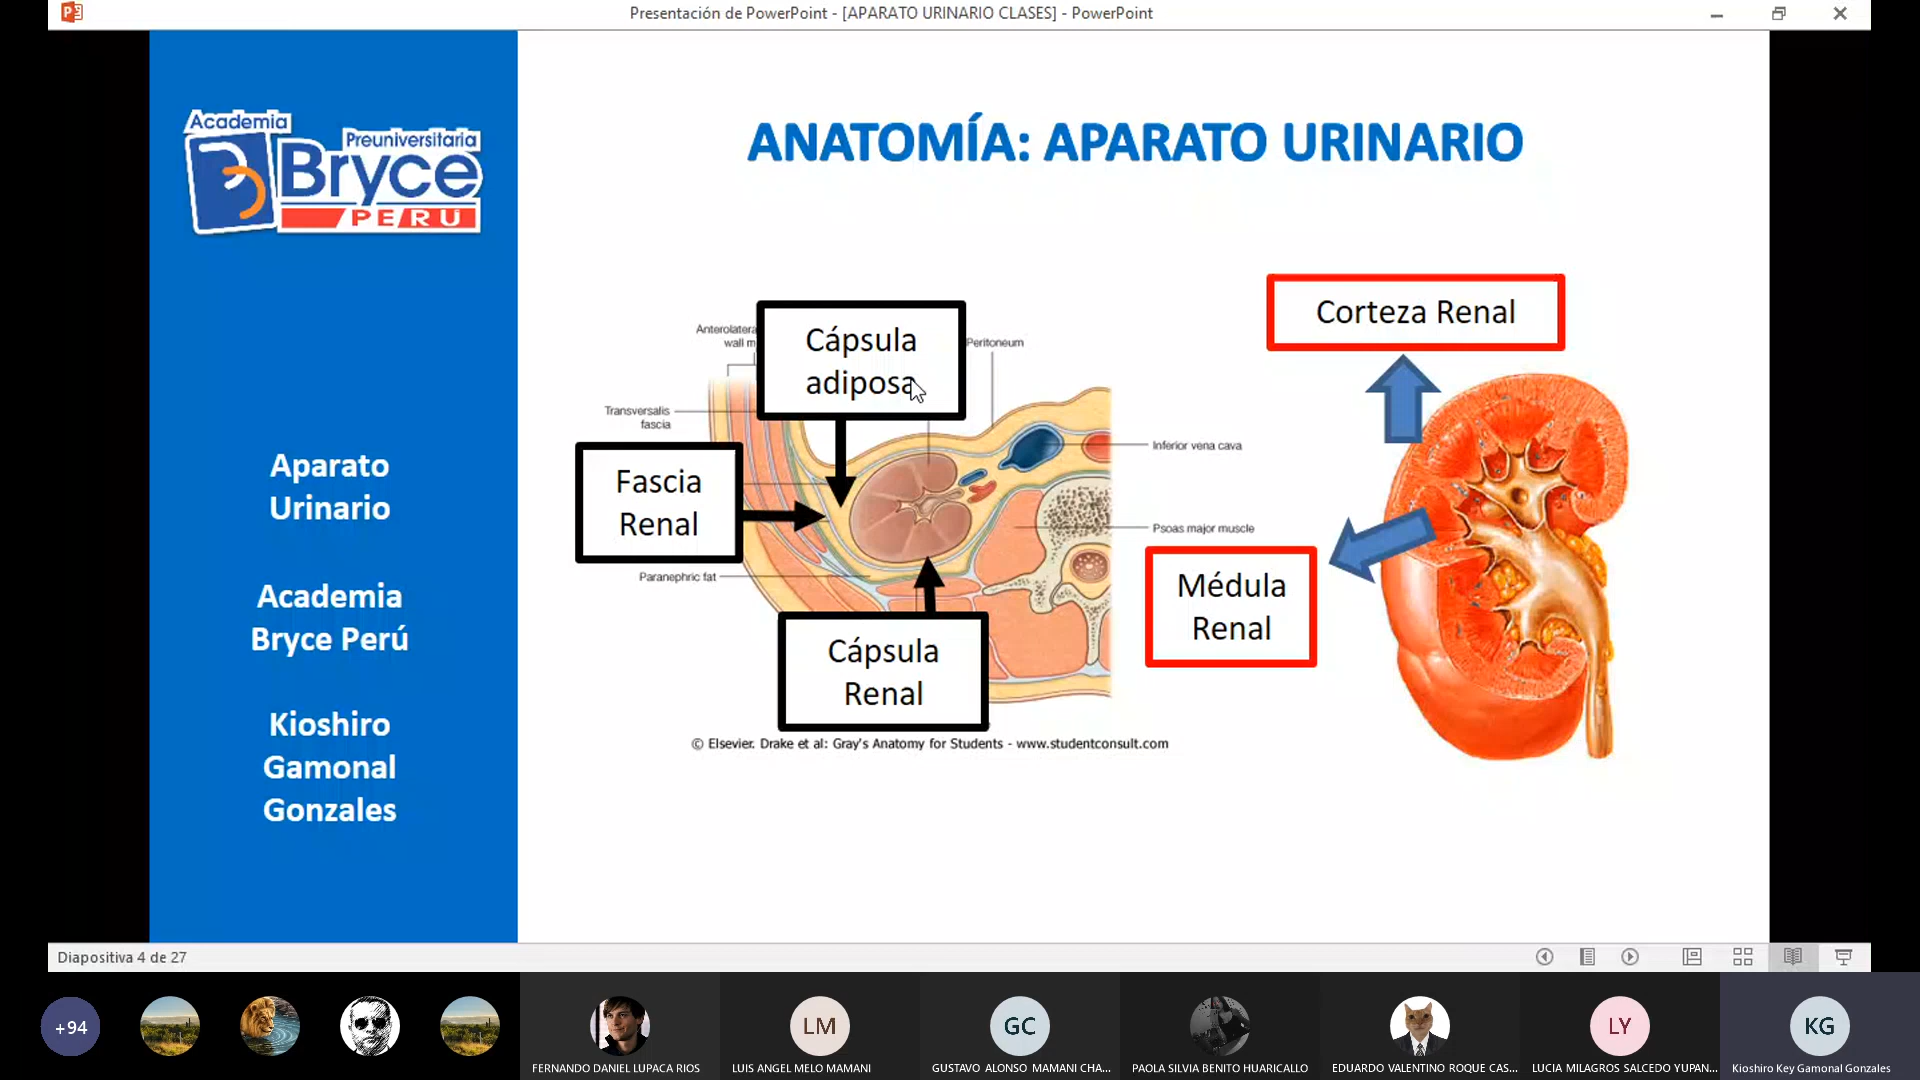 Presentación de PowerPoint - [APARATO URINARIO CLASES] - PowerPoint
Academia
Preuniversitaria
Bryce
PERÚ
ANATOMÍA: APARATO URINARIO
Aparato
Urinario
Academia
Bryce Perú
Kioshiro
Gamonal
Gonzales
Corteza Renal
Cápsula
adiposa
Peritoneum
wall
Transversalis
fascia
Inferior vena cava
Fascia
Renal
Psoas major muscle
Paranephric fat
Médula
Renal
Cápsula
Renal
© Elsevier. Drake et al: Gray's Anatomy for Students - www.studentconsult.com
Diapositiva 4 de 27
+94
LM
GC
LY
KG
FERNANDO DANIEL LUPACA RIOS
LUIS ANGEL MELO MAMANI
GUSTAVO ALONSO MAMANI CHA...
PAOLA SILVIA BENITO HUARICALLO
EDUARDO VALENTINO ROQUE CAS...
LUCIA MILAGROS SALCEDO YUPAN...
Kioshiro Key Gamonal Gonzales